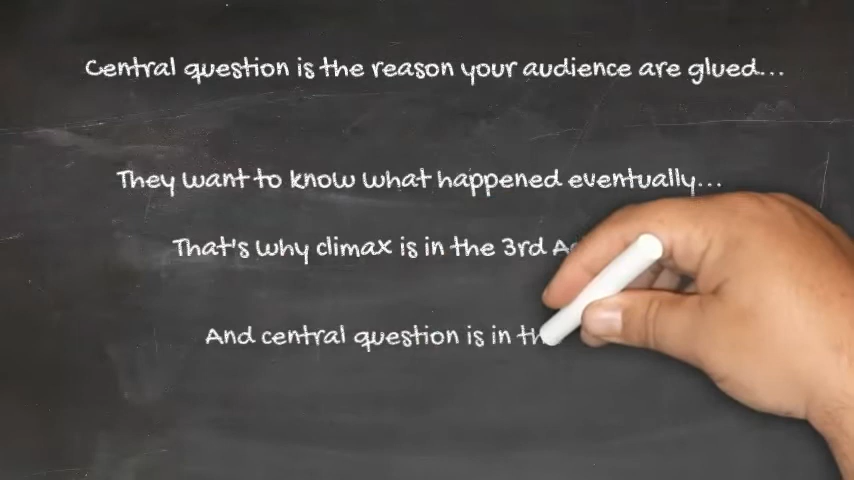 Central question is the reason your audience are glued...
They want to know what happened eventually...
That's why climax is in the 3rd
And central question is in